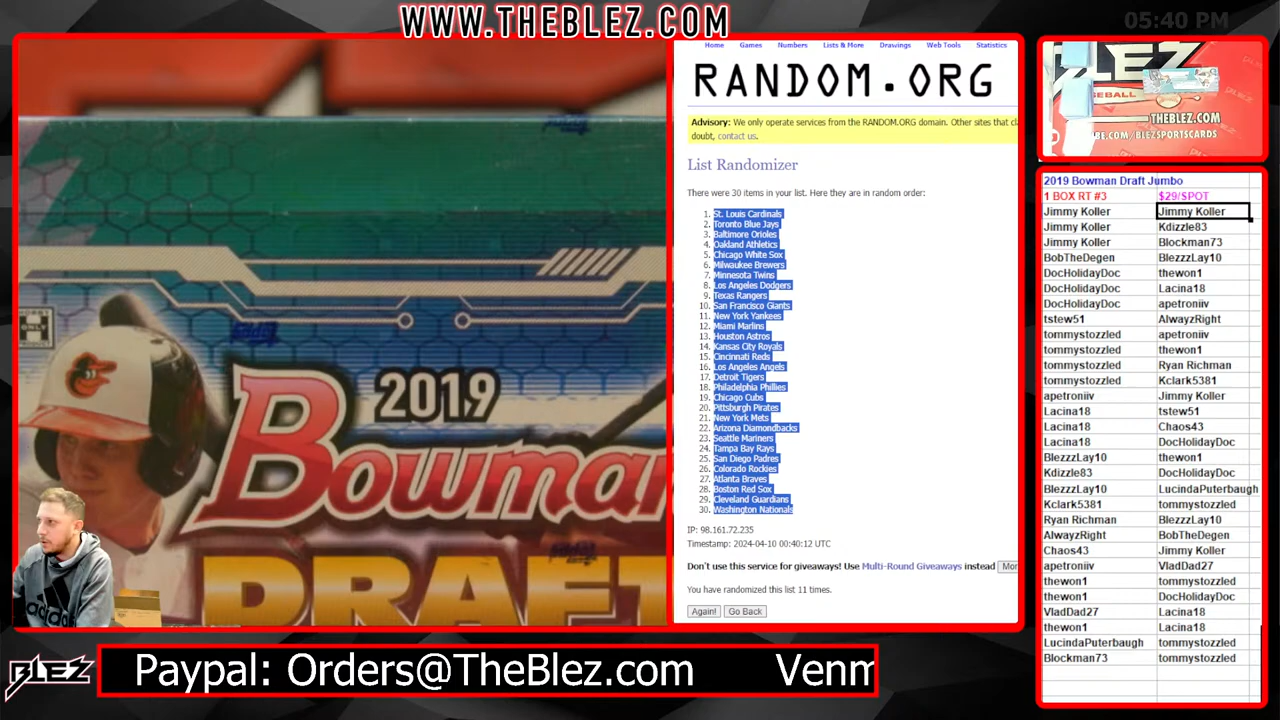 WWW.THEBLEZ.COM
05:40 PM
2019
Bowman
DRAFT
Home Games Numbers Lists & More Drawings Web Tools Statistics
RANDOM.ORG
Advisory: We only operate services from the RANDOM.ORG domain. Other sites that cl
doubt, contact us.
List Randomizer
There were 30 items in your list. Here they are in random order:
1. St. Louis Cardinals
2. Toronto Blue Jays
3. Baltimore Orioles
4. Oakland Athletics
5. Chicago White Sox
6. Milwaukee Brewers
7. Minnesota Twins
8. Los Angeles Dodgers
9. Texas Rangers
10. San Francisco Giants
11. New York Yankees
12. Miami Marlins
13. Houston Astros
14. Kansas City Royals
15. Cincinnati Reds
16. Los Angeles Angels
17. Detroit Tigers
18. Philadelphia Phillies
19. Chicago Cubs
20. Pittsburgh Pirates
21. New York Mets
22. Arizona Diamondbacks
23. Seattle Mariners
24. Tampa Bay Rays
25. San Diego Padres
26. Colorado Rockies
27. Atlanta Braves
28. Boston Red Sox
29. Cleveland Guardians
30. Washington Nationals
IP: 98.161.72.235
Timestamp: 2024-04-10 00:40:12 UTC
Don't use this service for giveaways! Use Multi-Round Giveaways instead Mor
You have randomized this list 11 times.
Again! Go Back
BLEZ
BASEBALL
THEBLEZ.COM
BE.COM/BLEZSPORTSCARDS
2019 Bowman Draft Jumbo
1 BOX RT #3 $29/SPOT
Jimmy Koller Jimmy Koller
Jimmy Koller Kdizzle83
Jimmy Koller Blockman73
BobTheDegen BlezzzLay10
DocHolidayDoc thewon1
DocHolidayDoc Lacina18
DocHolidayDoc apetroniiv
tstew51 AlwayzRight
tommystozzled apetroniiv
tommystozzled thewon1
tommystozzled Ryan Richman
tommystozzled Kclark5381
apetroniiv Jimmy Koller
Lacina18 tstew51
Lacina18 Chaos43
Lacina18 DocHolidayDoc
BlezzzLay10 thewon1
Kdizzle83 DocHolidayDoc
BlezzzLay10 LucindaPuterbaugh
Kclark5381 tommystozzled
Ryan Richman BlezzzLay10
AlwayzRight BobTheDegen
Chaos43 Jimmy Koller
apetroniiv VladDad27
thewon1 tommystozzled
thewon1 DocHolidayDoc
VladDad27 Lacina18
thewon1 Lacina18
LucindaPuterbaugh tommystozzled
Blockman73 tommystozzled
BLEZ
Paypal: Orders@TheBlez.com Venm